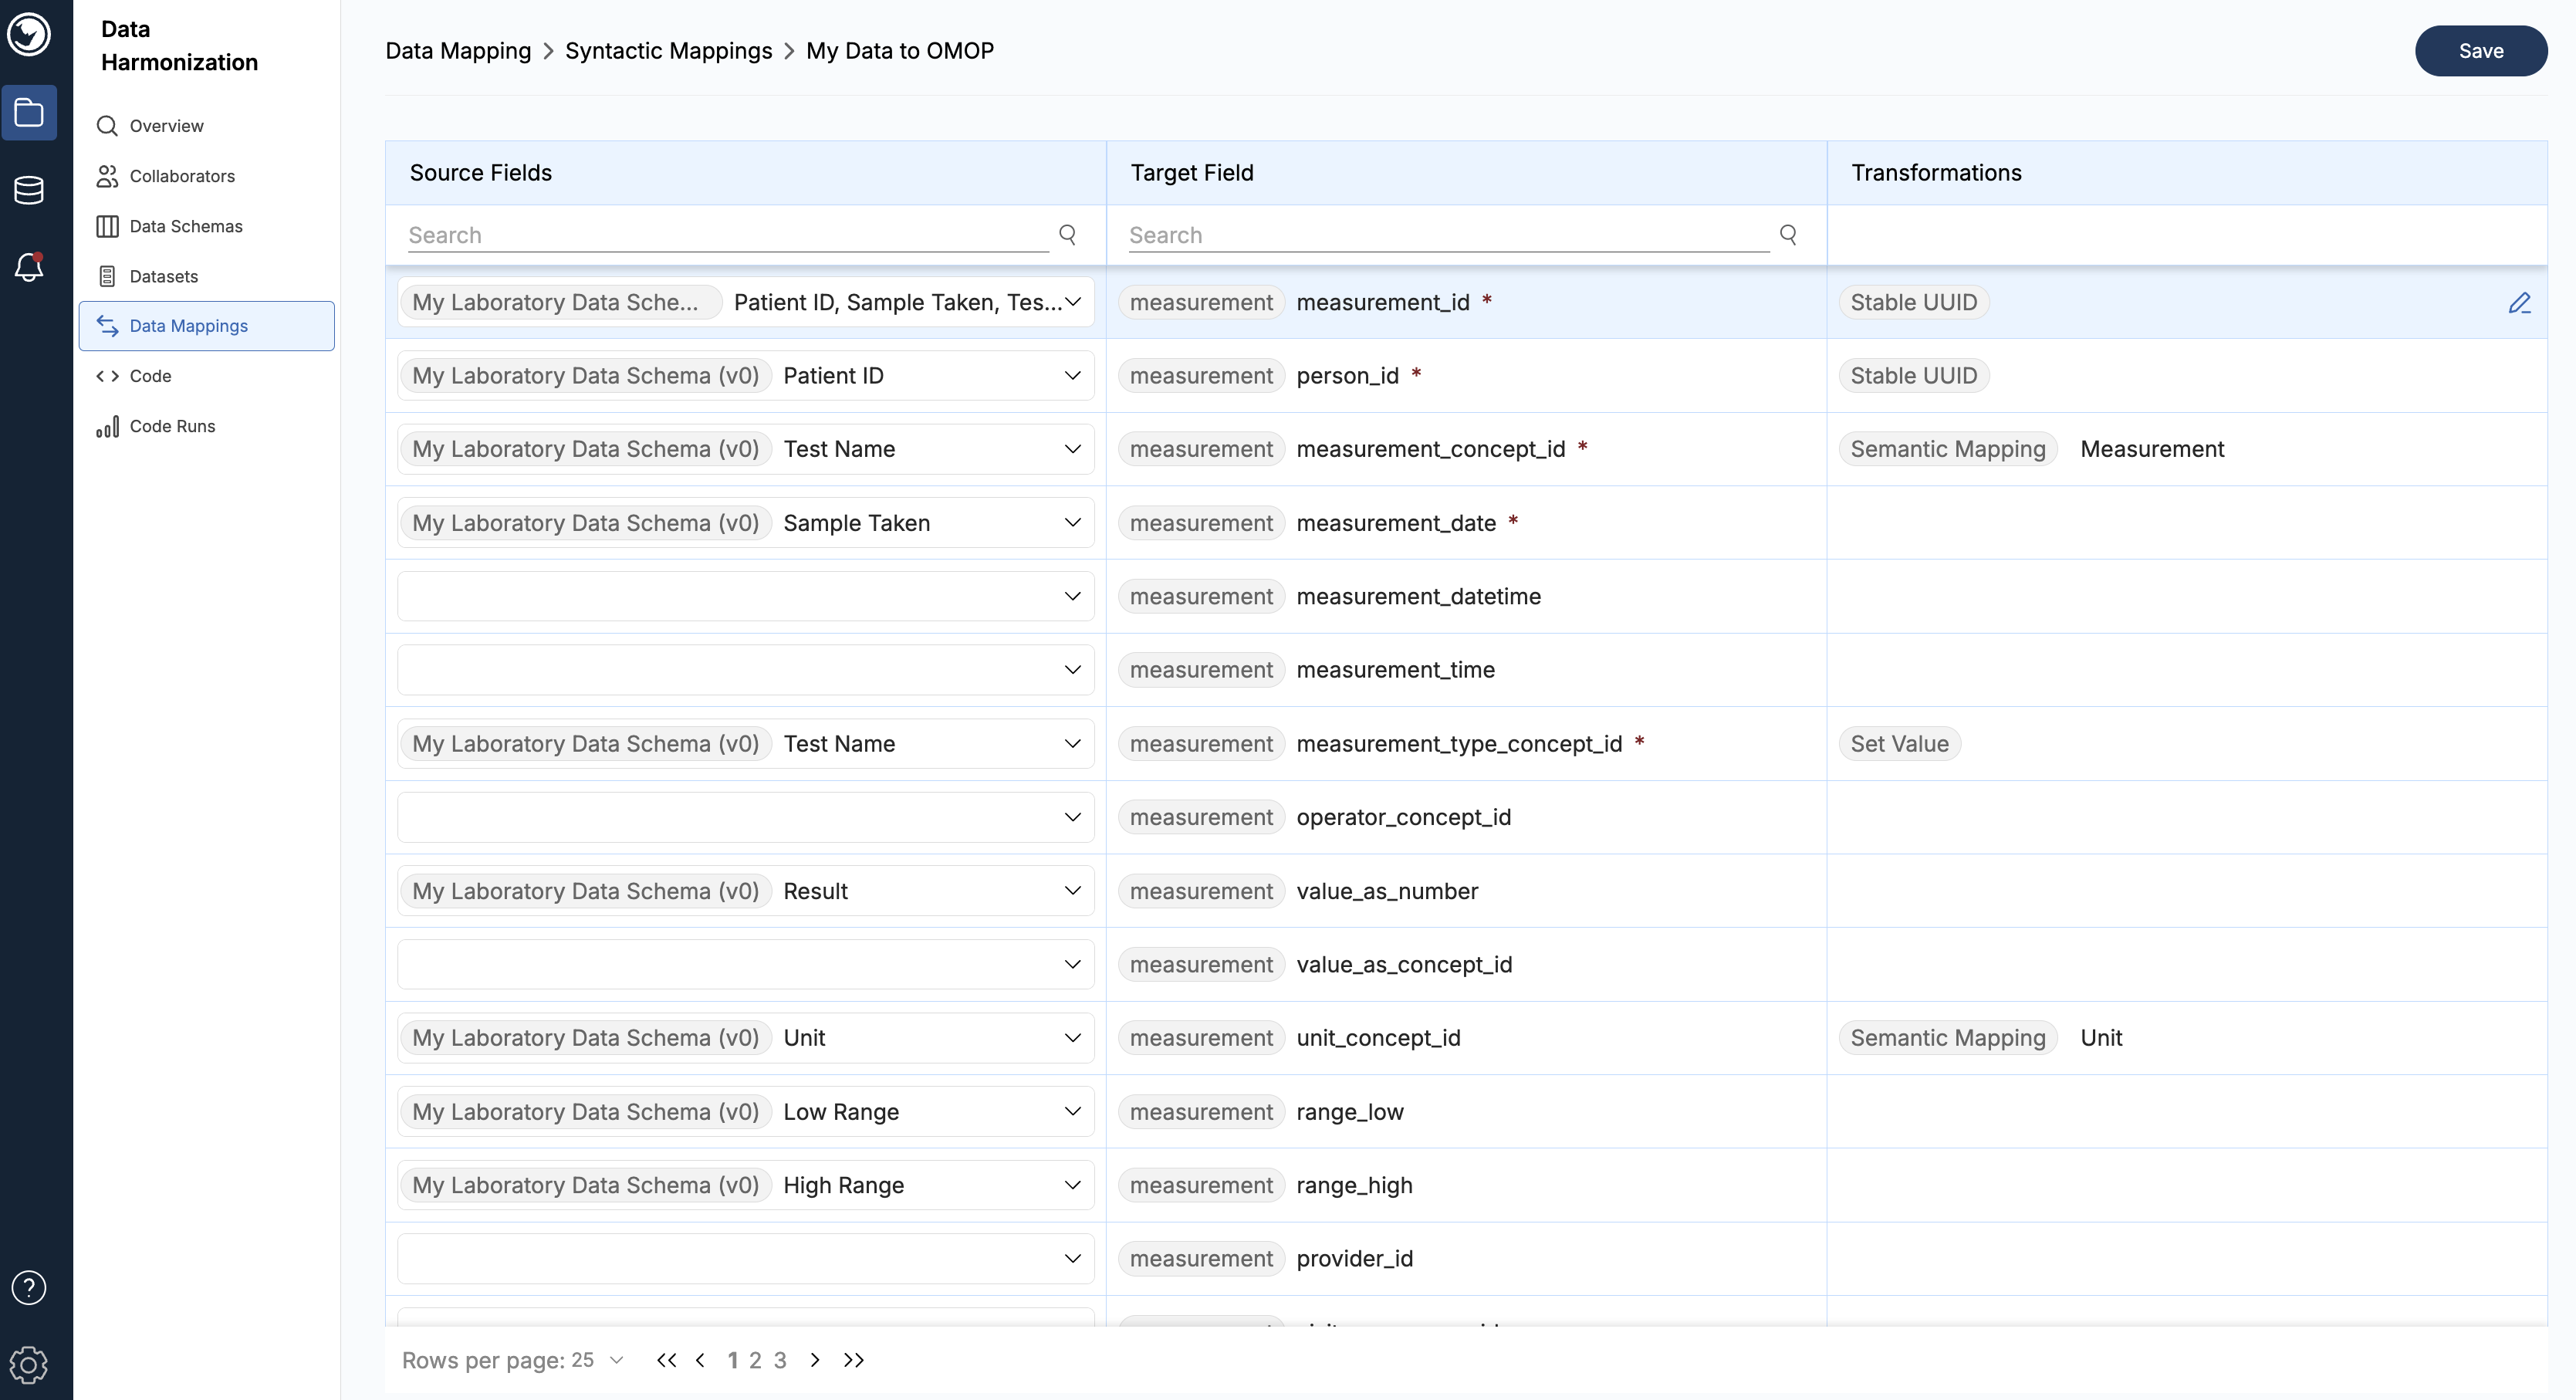 Data
Harmonization
Overview
Collaborators
Data Schemas
Datasets
Data Mappings
Code
Code Runs
Data Mapping > Syntactic Mappings > My Data to OMOP
Save
Source Fields Target Field Transformations
Search Search
My Laboratory Data Sche... Patient ID, Sample Taken, Tes... measurement measurement_id * Stable UUID
My Laboratory Data Schema (v0) Patient ID measurement person_id * Stable UUID
My Laboratory Data Schema (v0) Test Name measurement measurement_concept_id * Semantic Mapping Measurement
My Laboratory Data Schema (v0) Sample Taken measurement measurement_date *
measurement measurement_datetime
measurement measurement_time
My Laboratory Data Schema (v0) Test Name measurement measurement_type_concept_id * Set Value
measurement operator_concept_id
My Laboratory Data Schema (v0) Result measurement value_as_number
measurement value_as_concept_id
My Laboratory Data Schema (v0) Unit measurement unit_concept_id Semantic Mapping Unit
My Laboratory Data Schema (v0) Low Range measurement range_low
My Laboratory Data Schema (v0) High Range measurement range_high
measurement provider_id
Rows per page: 25 << < 1 2 3 > >>